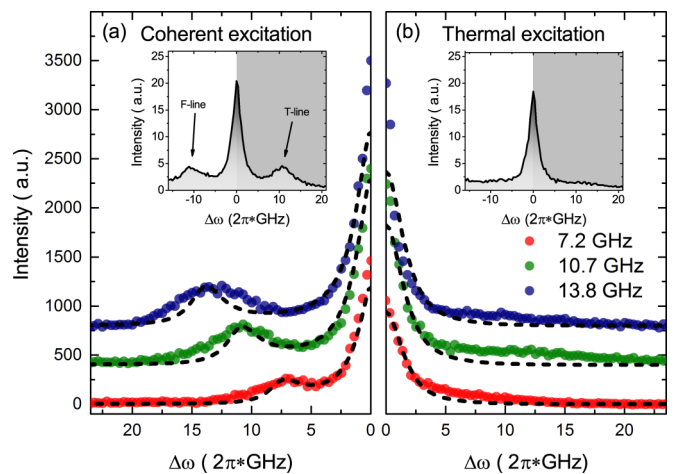 (a) Coherent excitation
(b) Thermal excitation
3500
3000
2500
2000
1500
1000
500
0
Intensity ( a.u.)
25
20
15
10
5
0
Intensity ( a.u.)
F-line
T-line
-10 0 10 20
Δω (2π*GHz)
25
20
15
10
5
0
Intensity ( a.u.)
-10 0 10 20
Δω (2π*GHz)
7.2 GHz
10.7 GHz
13.8 GHz
20 15 10 5 0
0 5 10 15 20
Δω ( 2π*GHz)
Δω ( 2π*GHz)